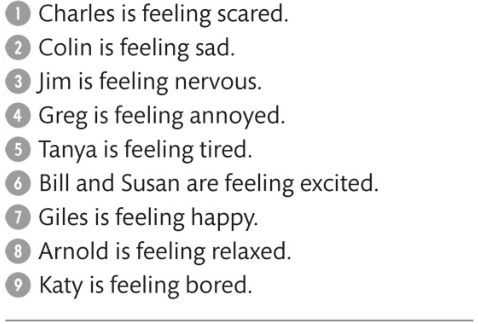 1 Charles is feeling scared.
2 Colin is feeling sad.
3 Jim is feeling nervous.
4 Greg is feeling annoyed.
5 Tanya is feeling tired.
6 Bill and Susan are feeling excited.
7 Giles is feeling happy.
8 Arnold is feeling relaxed.
9 Katy is feeling bored.